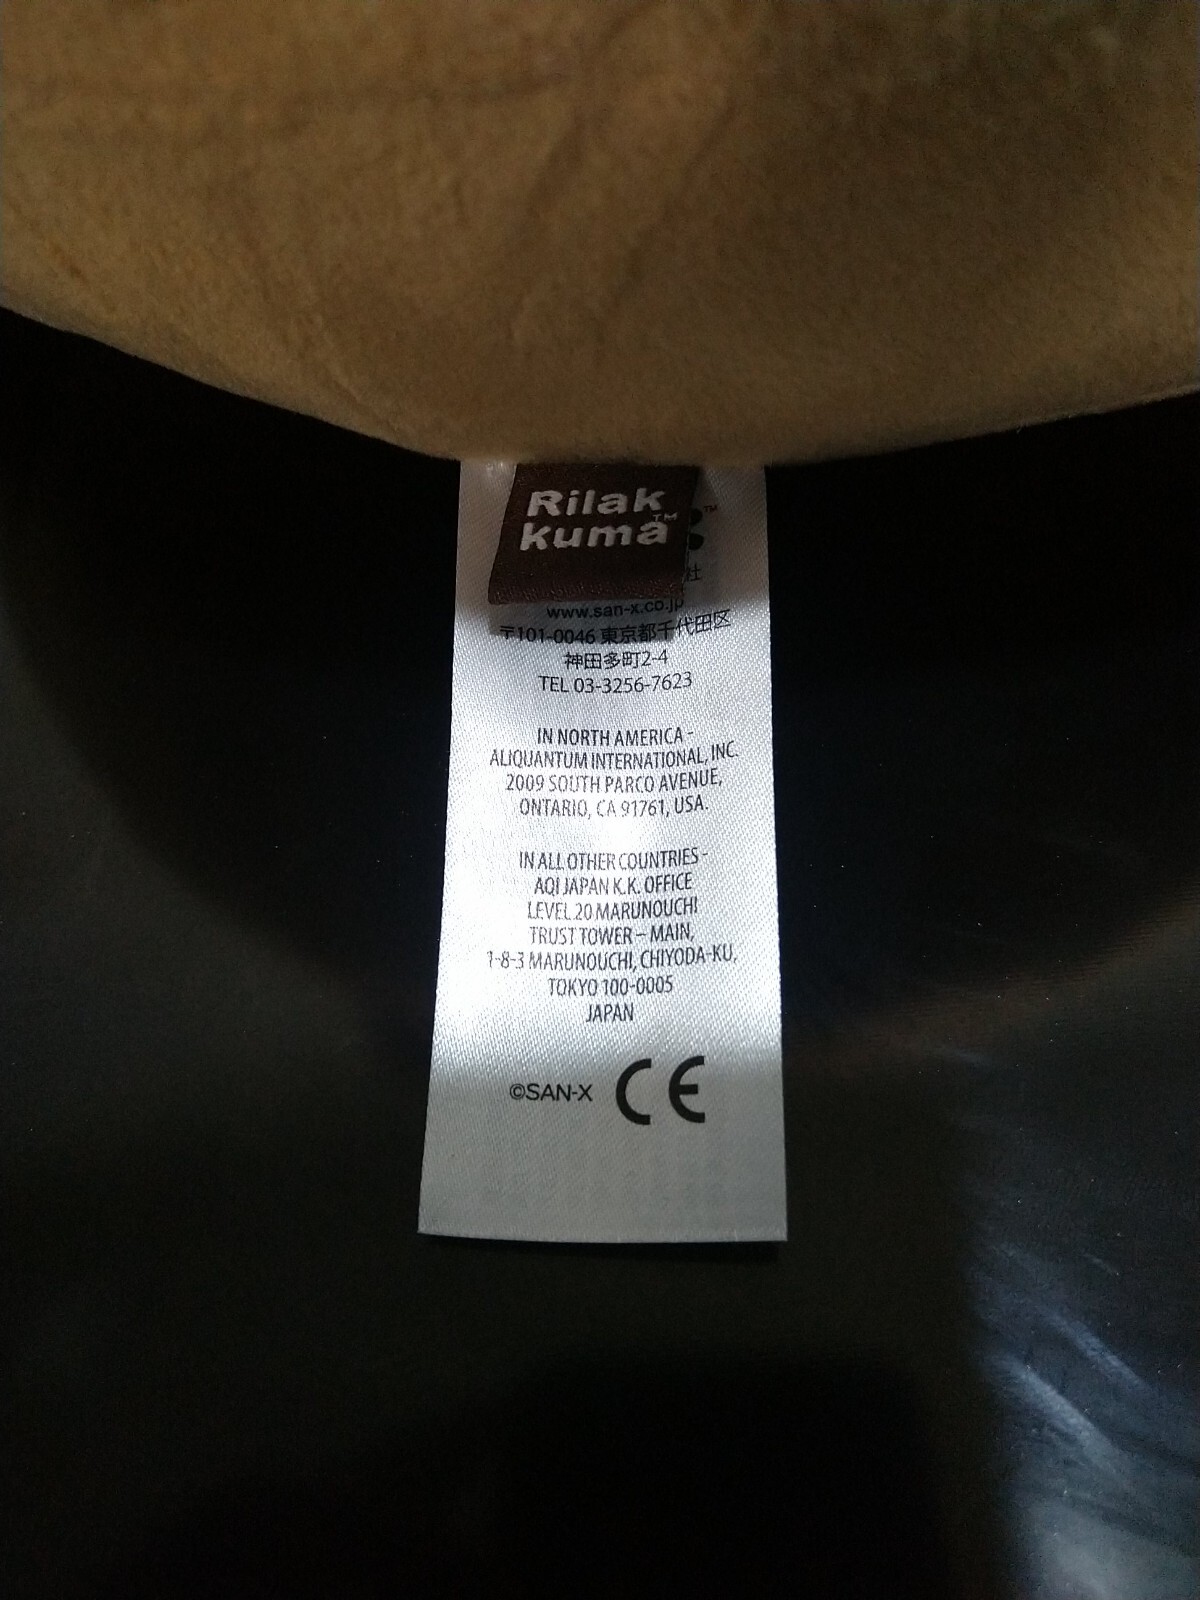 Rilak
kuma™
™
社
www.san-x.co.jp
〒101-0046 東京都千代田区
神田多町2-4
TEL 03-3256-7623
IN NORTH AMERICA -
ALIQUANTUM INTERNATIONAL, INC.
2009 SOUTH PARCO AVENUE,
ONTARIO, CA 91761, USA.
IN ALL OTHER COUNTRIES -
AQI JAPAN K.K. OFFICE
LEVEL 20 MARUNOUCHI
TRUST TOWER – MAIN,
1-8-3 MARUNOUCHI, CHIYODA-KU,
TOKYO 100-0005
JAPAN
©SAN-X CE